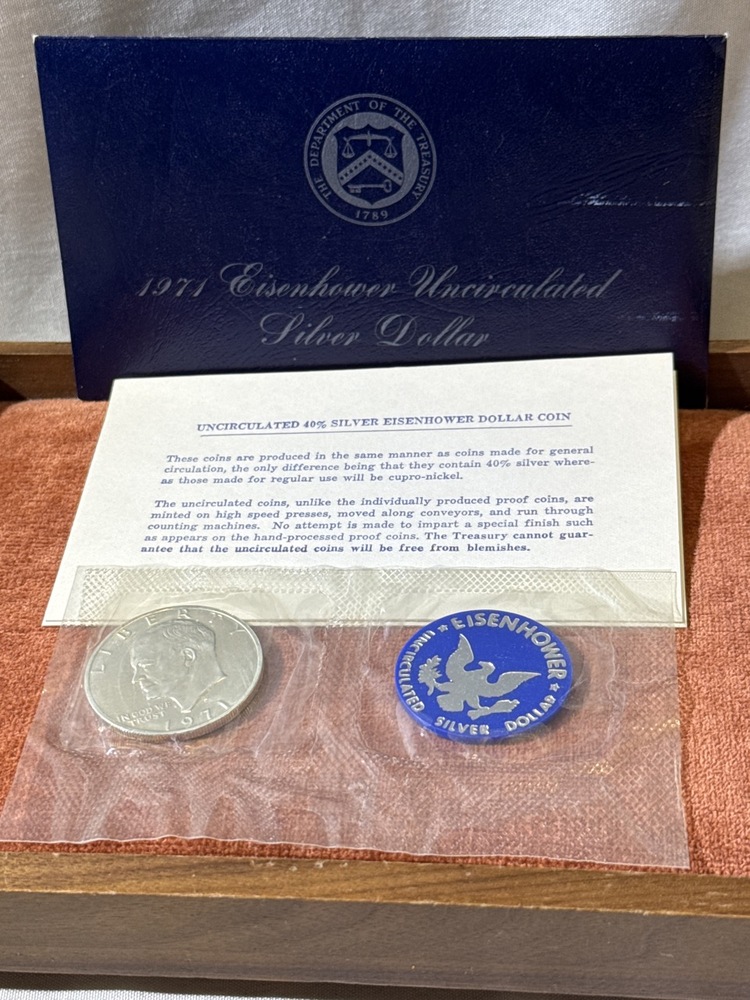 THE DEPARTMENT OF THE TREASURY
1789
1971 Eisenhower Uncirculated
Silver Dollar
UNCIRCULATED 40% SILVER EISENHOWER DOLLAR COIN
These coins are produced in the same manner as coins made for general
circulation, the only difference being that they contain 40% silver where-
as those made for regular use will be cupro-nickel.
The uncirculated coins, unlike the individually produced proof coins, are
minted on high speed presses, moved along conveyors, and run through
counting machines. No attempt is made to impart a special finish such
as appears on the hand-processed proof coins. The Treasury cannot guar-
antee that the uncirculated coins will be free from blemishes.
LIBERTY
IN GOD WE
TRUST
1971
EISENHOWER
UNCIRCULATED
SILVER DOLLAR